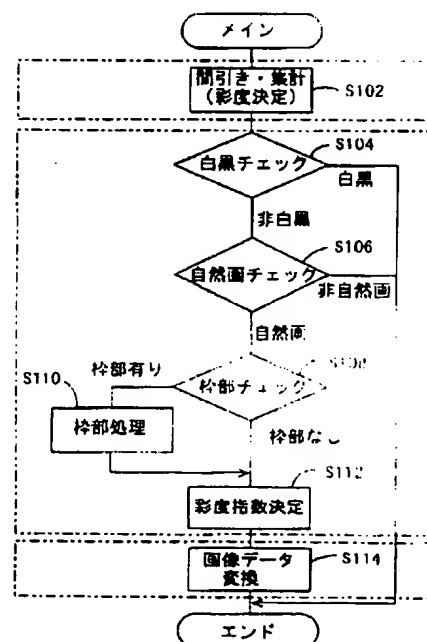 メイン
間引き・集計
(彩度決定)
S102
S104
白黒チェック
白黒
非白黒
S106
自然画チェック
非自然画
自然画
枠部有り
S110
枠部チェック
枠部処理
枠部なし
S112
彩度指数決定
画像データ
変換
S114
エンド